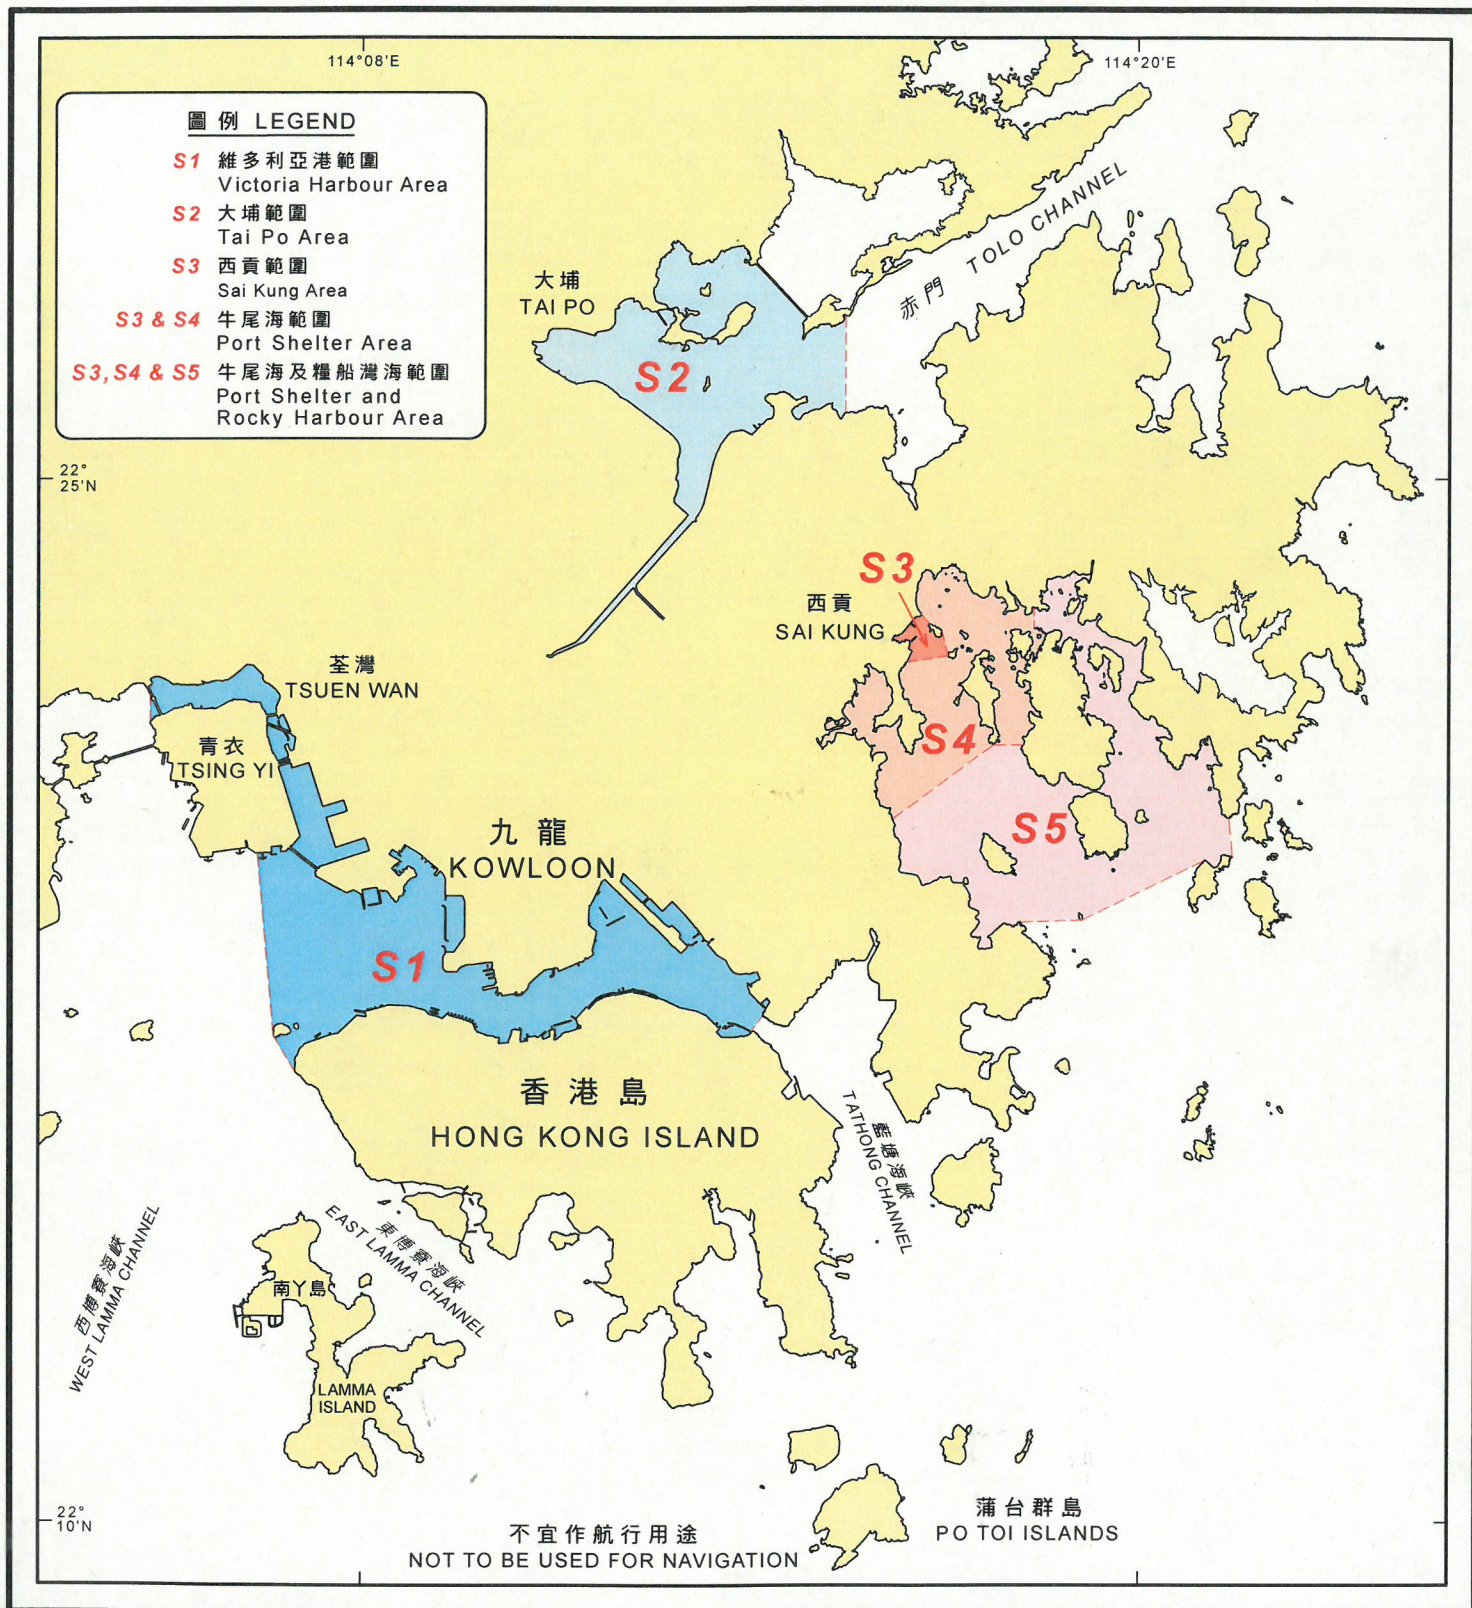 114°08'E
114°20'E
圖例 LEGEND
S1 維多利亞港範圍
Victoria Harbour Area
S2 大埔範圍
Tai Po Area
S3 西貢範圍
Sai Kung Area
S3 & S4 牛尾海範圍
Port Shelter Area
S3, S4 & S5 牛尾海及糧船灣海範圍
Port Shelter and
Rocky Harbour Area
赤門 TOLO CHANNEL
大埔
TAI PO
S2
22°
25'N
S3
西貢
SAI KUNG
荃灣
TSUEN WAN
青衣
TSING YI
S4
九龍
KOWLOON
S5
S1
香港島
HONG KONG ISLAND
藍塘海峽
TATHONG CHANNEL
東博寮海峽
EAST LAMMA CHANNEL
西博寮海峽
WEST LAMMA CHANNEL
南丫島
LAMMA
ISLAND
22°
10'N
蒲台群島
PO TOI ISLANDS
不宜作航行用途
NOT TO BE USED FOR NAVIGATION